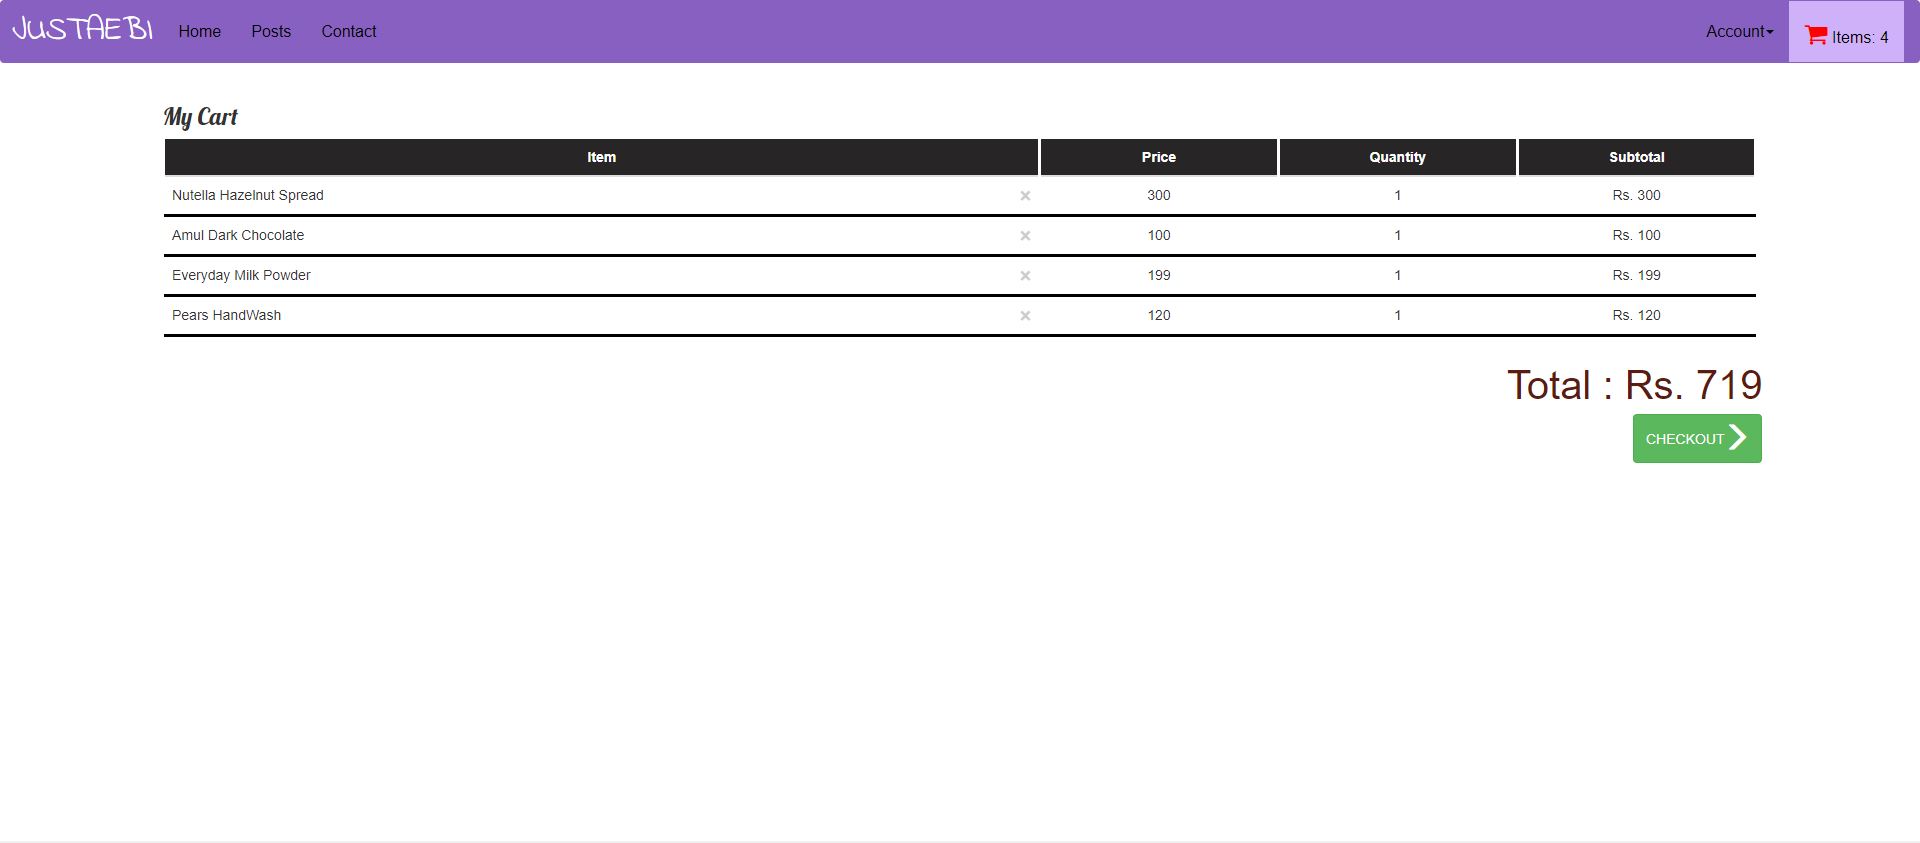 JUSTAEBI Home Posts Contact Account Items: 4
My Cart
Item Price Quantity Subtotal
Nutella Hazelnut Spread × 300 1 Rs. 300
Amul Dark Chocolate × 100 1 Rs. 100
Everyday Milk Powder × 199 1 Rs. 199
Pears HandWash × 120 1 Rs. 120
Total : Rs. 719
CHECKOUT